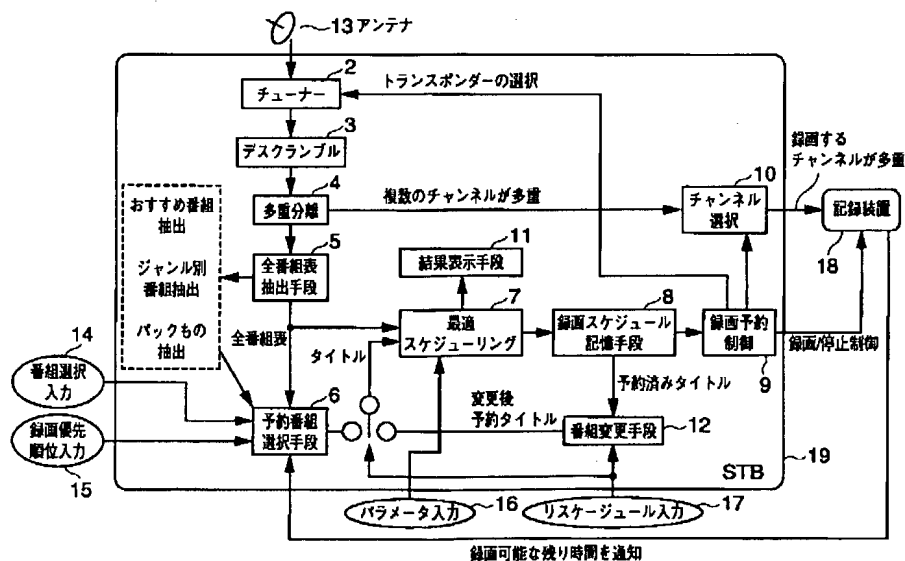 13 アンテナ
2
チューナー
トランスポンダーの選択
3
デスクランブル
4
多重分離
複数のチャンネルが多重
10
チャンネル
選択
録画する
チャンネルが多重
記録装置
18
おすすめ番組
抽出
ジャンル別
番組抽出
パックもの
抽出
5
全番組表
抽出手段
11
結果表示手段
7
最適
スケジューリング
8
録画スケジュール
記憶手段
録画予約
制御
9
録画/停止制御
全番組表
タイトル
14
番組選択
入力
録画優先
順位入力
15
6
予約番組
選択手段
変更後
予約タイトル
予約済みタイトル
番組変更手段
12
STB
19
パラメータ入力
16
リスケージュール入力
17
録画可能な残り時間を通知